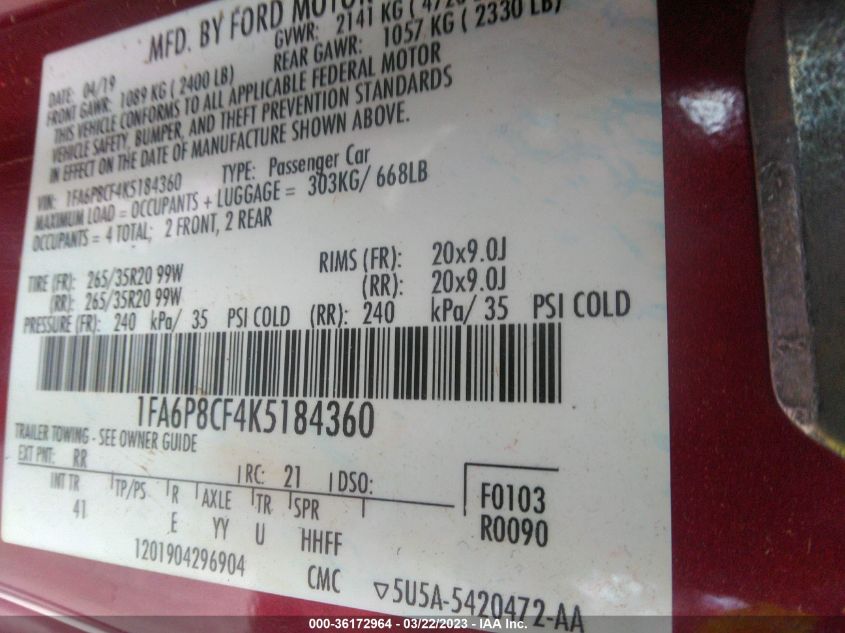 MFD. BY FORD MOTOR
DATE: 04/19 GVWR: 2141 KG
FRONT GAWR: 1089 KG ( 2400 LB) REAR GAWR: 1057 KG ( 2330 LB)
THIS VEHICLE CONFORMS TO ALL APPLICABLE FEDERAL MOTOR
VEHICLE SAFETY, BUMPER, AND THEFT PREVENTION STANDARDS
IN EFFECT ON THE DATE OF MANUFACTURE SHOWN ABOVE.
VIN: 1FA6P8CF4K5184360 TYPE: Passenger Car
MAXIMUM LOAD = OCCUPANTS + LUGGAGE = 303KG/ 668LB
OCCUPANTS = 4 TOTAL; 2 FRONT, 2 REAR
TIRE (FR): 265/35R20 99W RIMS (FR): 20x9.0J
(RR): 265/35R20 99W (RR): 20x9.0J
PRESSURE (FR): 240 kPa/ 35 PSI COLD (RR): 240 kPa/ 35 PSI COLD
1FA6P8CF4K5184360
TRAILER TOWING - SEE OWNER GUIDE
EXT PNT: RR RC: 21 DSO:
INT TR TP/PS R AXLE TR SPR
41 E YY U HHFF
F0103
R0090
1201904296904 CMC
5U5A-5420472-AA
000-36172964 - 03/22/2023 - IAA Inc.